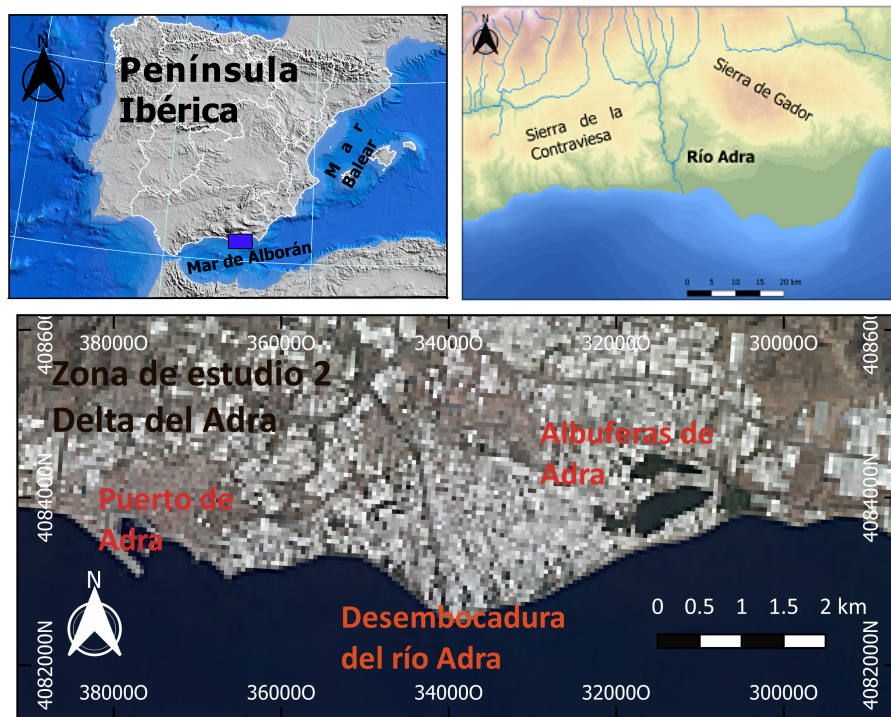 N
Península
Ibérica
Mar
Balear
Mar de Alborán
N
Sierra de la
Contraviesa
Sierra de Gador
Río Adra
0 5 10 15 20 km
380000 360000 340000 320000 300000
408600
Zona de estudio 2
Delta del Adra
Albuferas de
Adra
Puerto de
Adra
4084000N
4084000N
N
Desembocadura
del río Adra
0 0.5 1 1.5 2 km
4082000N
4082000N
380000 360000 340000 320000 300000
408600